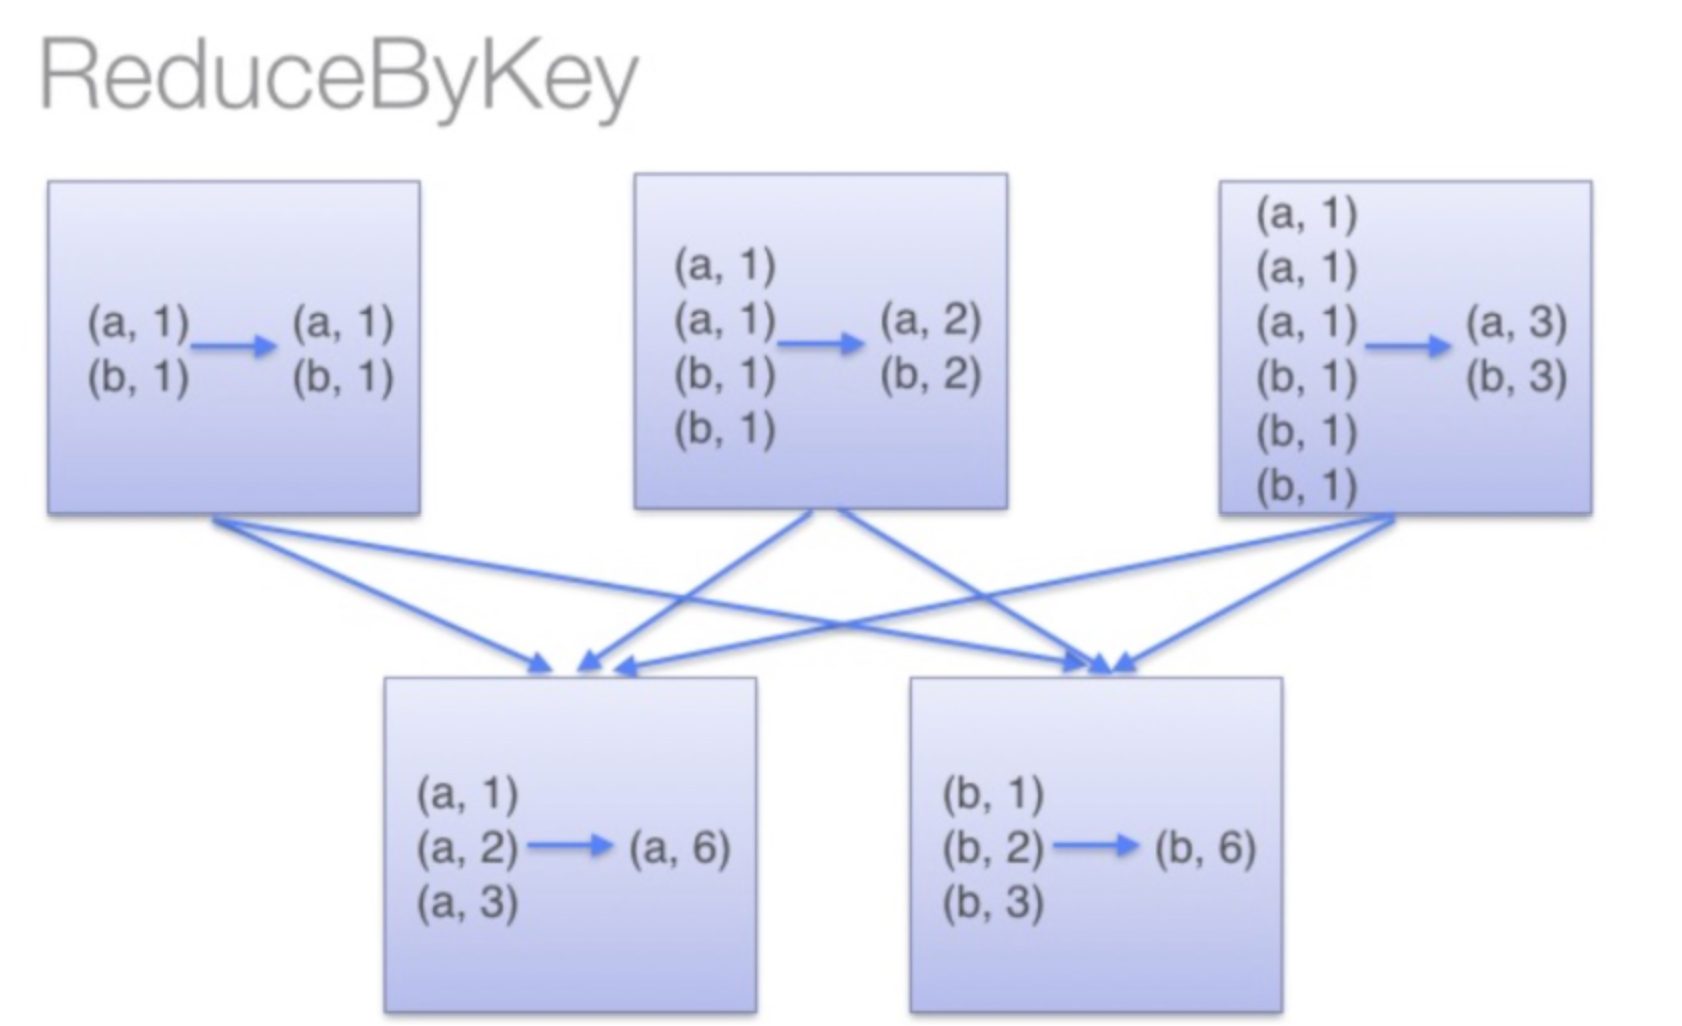 ReduceByKey
(a, 1)
(b, 1)
(a, 1)
(b, 1)
(a, 1)
(a, 1)
(b, 1)
(b, 1)
(a, 2)
(b, 2)
(a, 1)
(a, 1)
(a, 1)
(b, 1)
(b, 1)
(b, 1)
(a, 3)
(b, 3)
(a, 1)
(a, 2)
(a, 3)
(a, 6)
(b, 1)
(b, 2)
(b, 3)
(b, 6)